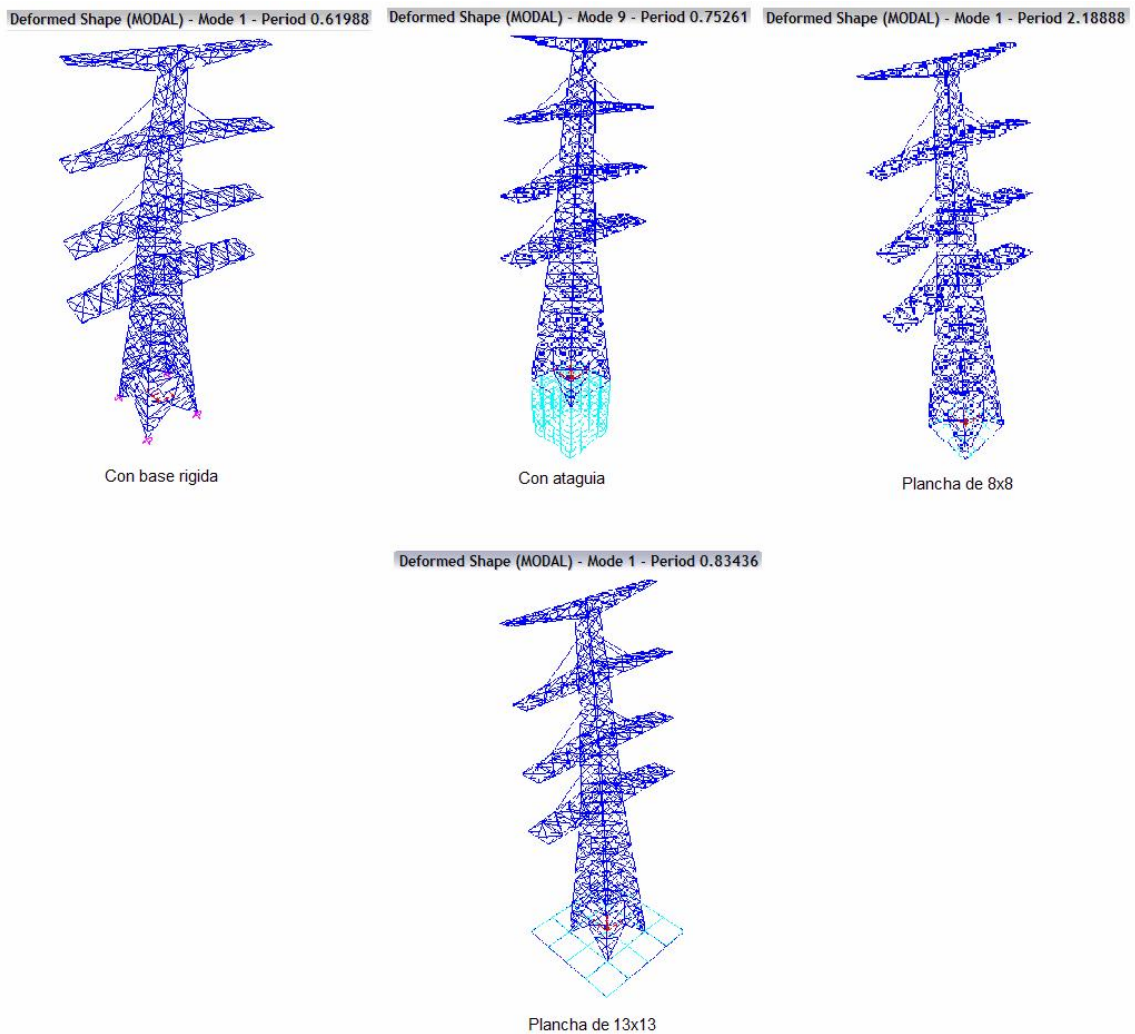 Deformed Shape (MODAL) - Mode 1 - Period 0.61988
Deformed Shape (MODAL) - Mode 9 - Period 0.75261
Deformed Shape (MODAL) - Mode 1 - Period 2.18888
Con base rigida
Con ataguia
Plancha de 8x8
Deformed Shape (MODAL) - Mode 1 - Period 0.83436
Plancha de 13x13